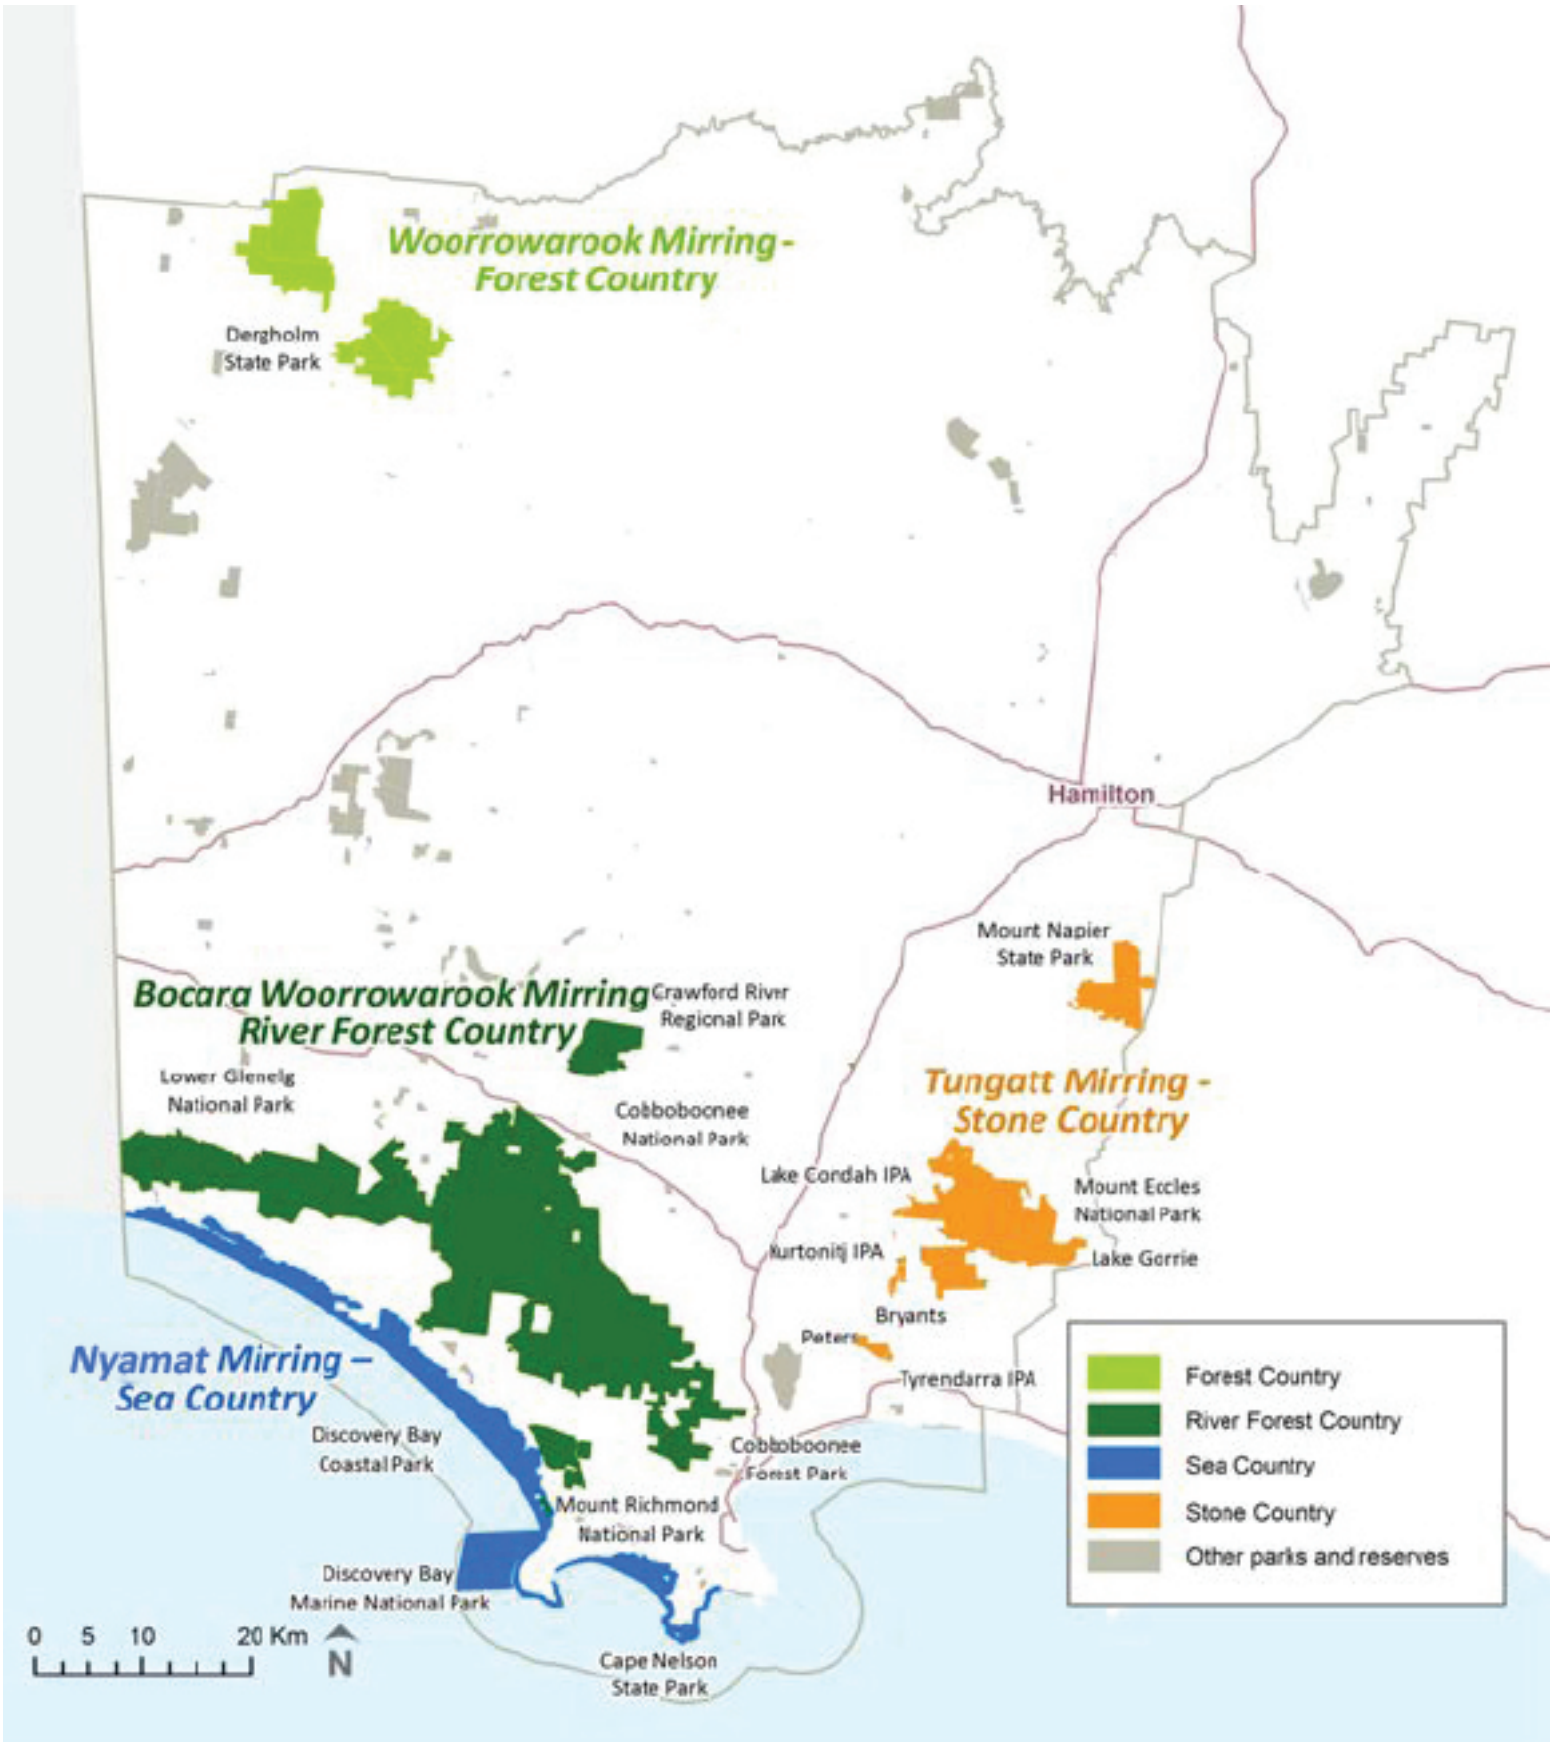 Woorrowarook Mirring-
Forest Country
Dergholm
State Park
Hamilton
Mount Napier
State Park
Bocara Woorrowarook Mirring
River Forest Country
Crawford River
Regional Park
Lower Glenelg
National Park
Cobboboonee
National Park
Tungatt Mirring -
Stone Country
Lake Condah IPA
Mount Eccles
National Park
Kurtonitj IPA
Lake Gorrie
Bryants
Peters
Tyrendarra IPA
Nyamat Mirring –
Sea Country
Discovery Bay
Coastal Park
Cobboboonee
Forest Park
Mount Richmond
National Park
Discovery Bay
Marine National Park
Cape Nelson
State Park
0 5 10 20 Km
N
Forest Country
River Forest Country
Sea Country
Stone Country
Other parks and reserves